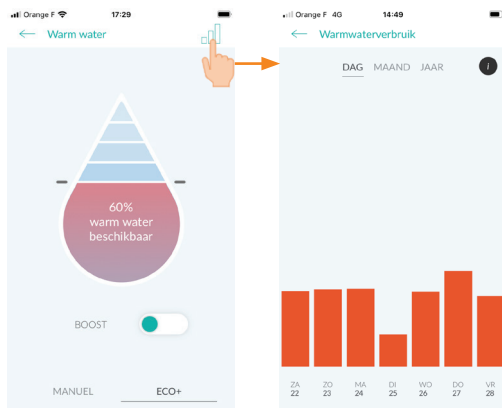 Orange F 17:29
Warm water
60%
warm water
beschikbaar
BOOST
MANUEL ECO+
Orange F 4G 14:49
Warmwaterverbruik
DAG MAAND JAAR i
ZA ZO MA DI WO DO VR
22 23 24 25 26 27 28